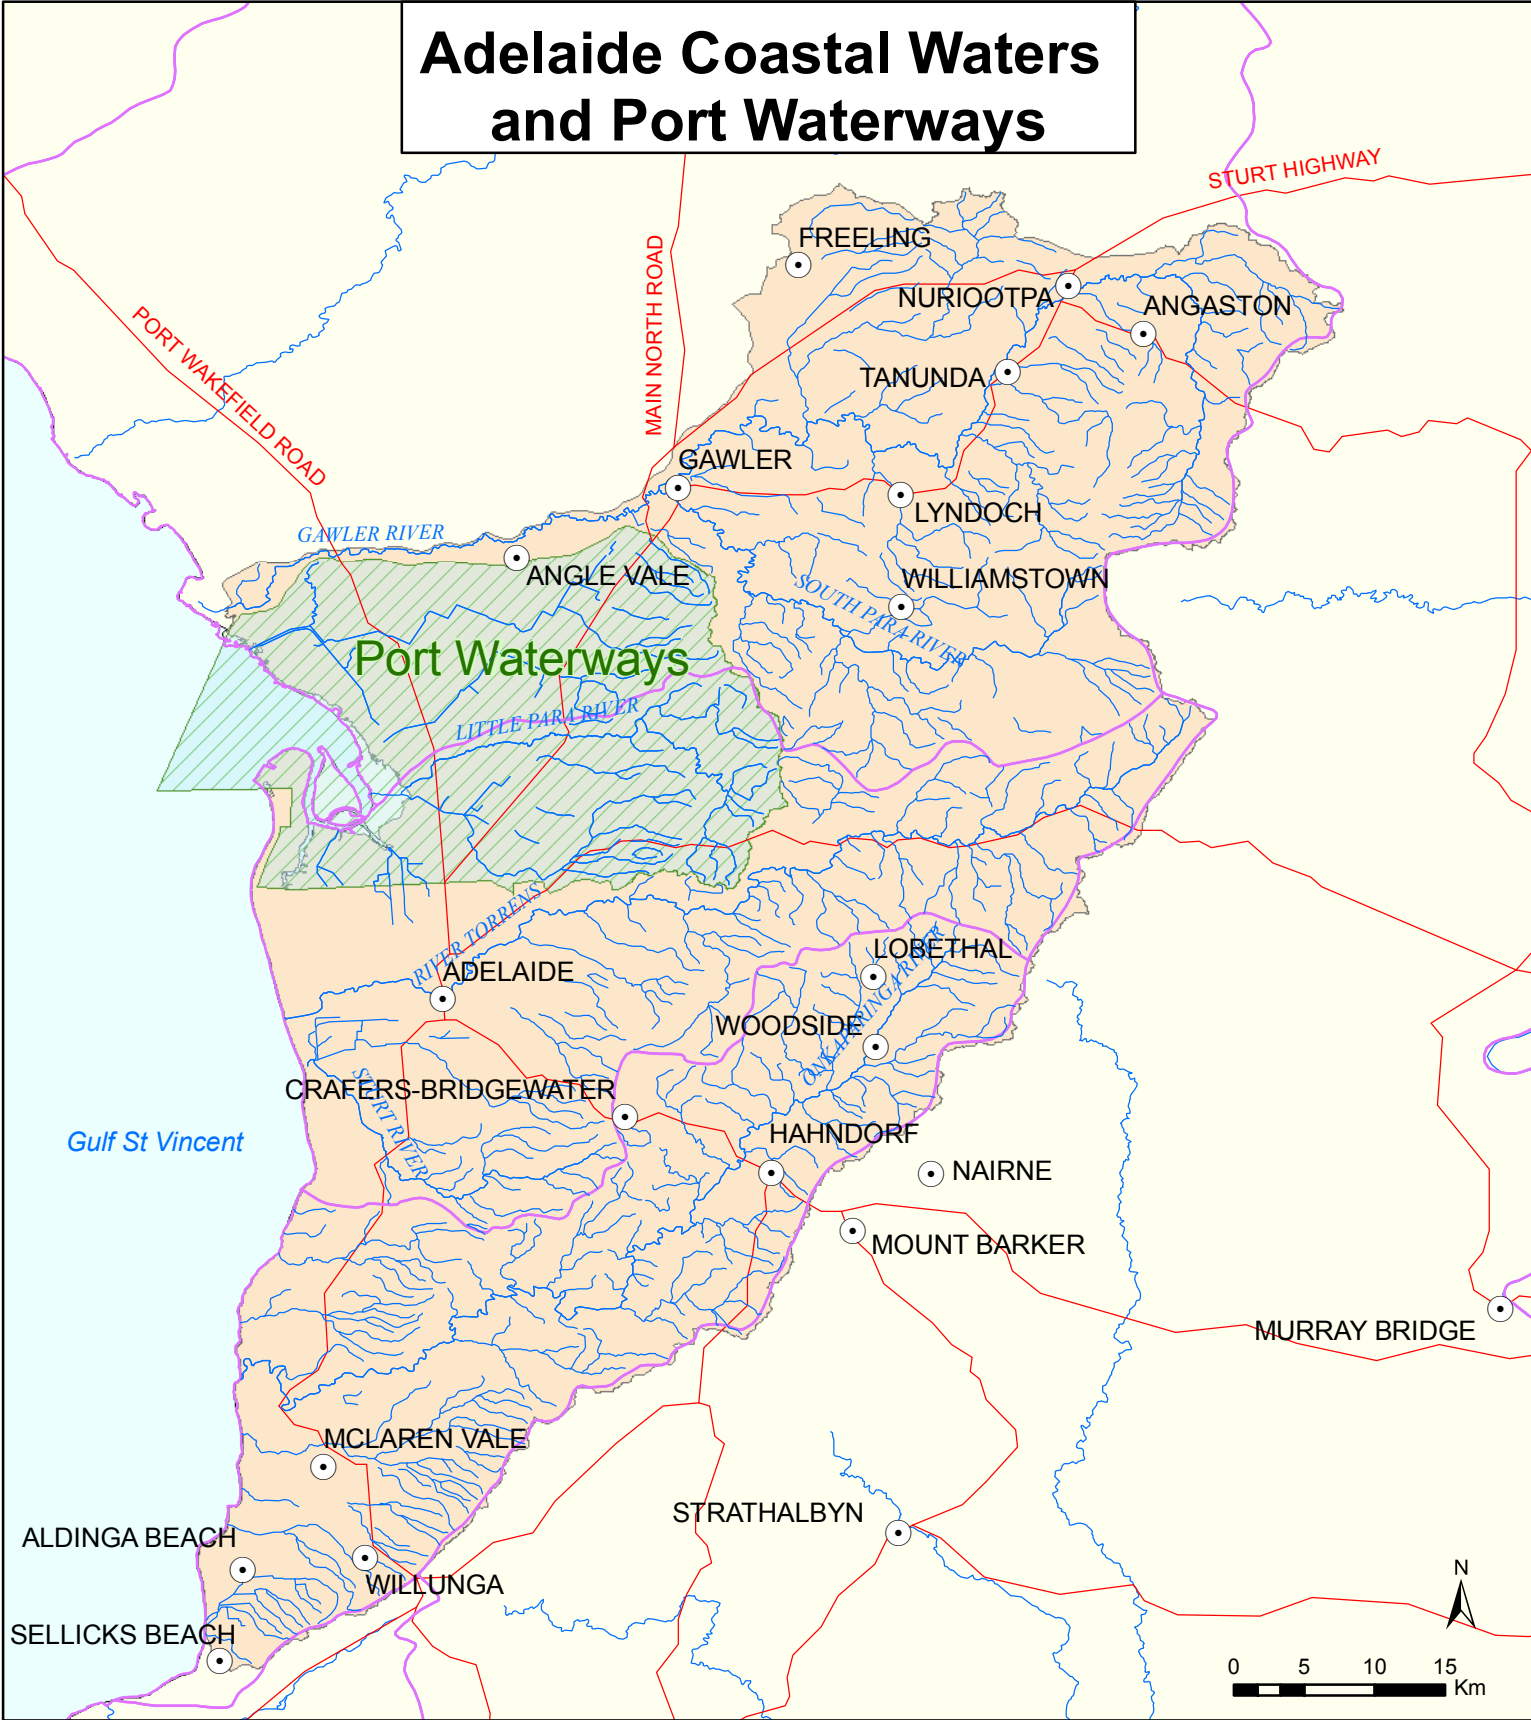 Adelaide Coastal Waters
and Port Waterways
STURT HIGHWAY
FREELING
MAIN NORTH ROAD
NURIOOTPA
ANGASTON
PORT WAKEFIELD ROAD
TANUNDA
GAWLER
LYNDOCH
GAWLER RIVER
ANGLE VALE
WILLIAMSTOWN
SOUTH PARA RIVER
Port Waterways
LITTLE PARA RIVER
RIVER TORRENS
ADELAIDE
LOBETHAL
ONKAPARINGA RIVER
WOODSIDE
CRAFERS-BRIDGEWATER
STURT RIVER
Gulf St Vincent
HAHNDORF
NAIRNE
MOUNT BARKER
MURRAY BRIDGE
MCLAREN VALE
STRATHALBYN
ALDINGA BEACH
WILLUNGA
SELLICKS BEACH
N
0 5 10 15
Km